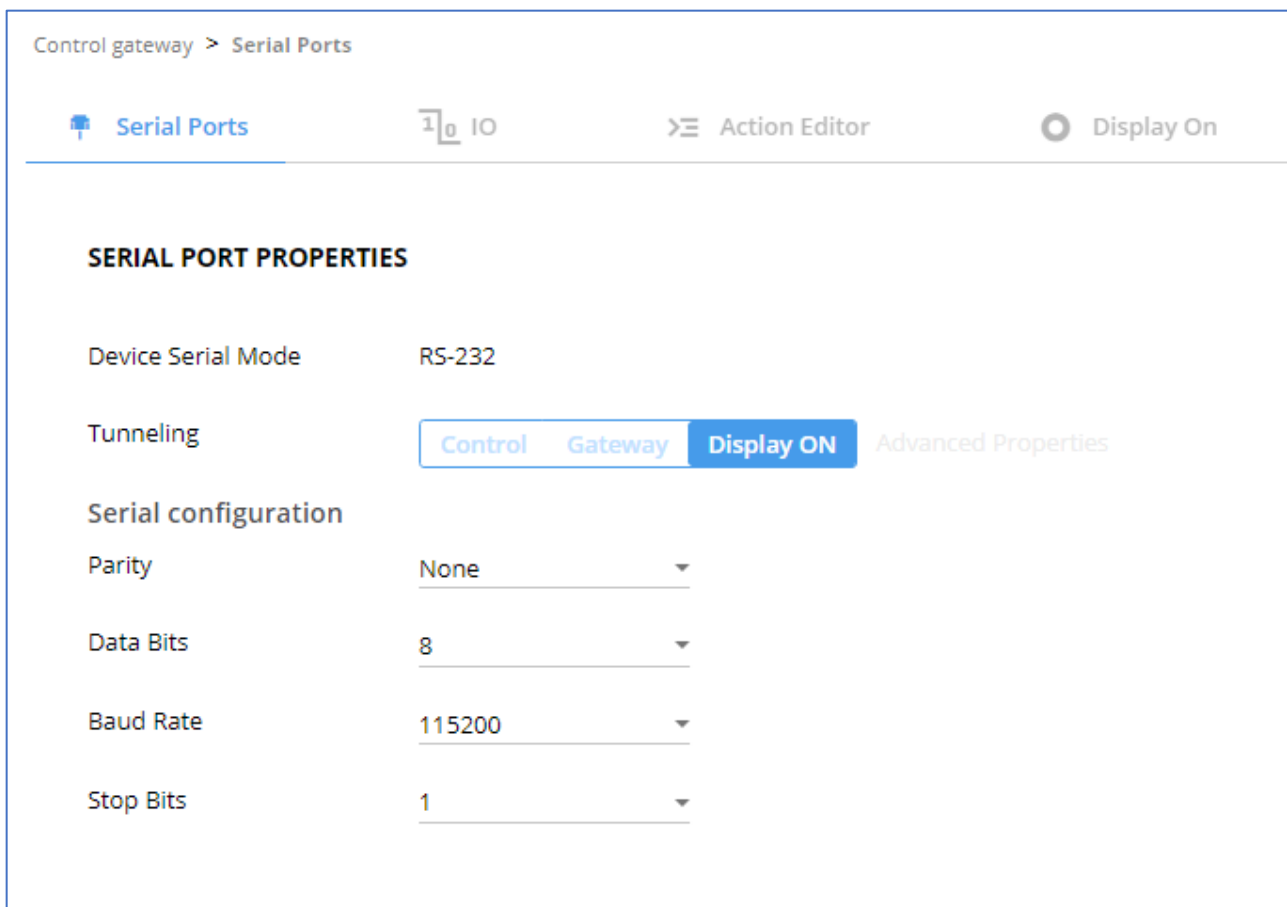 Control gateway > Serial Ports
Serial Ports 1 0 IO Action Editor Display On
SERIAL PORT PROPERTIES
Device Serial Mode RS-232
Tunneling Control Gateway Display ON Advanced Properties
Serial configuration
Parity None
Data Bits 8
Baud Rate 115200
Stop Bits 1